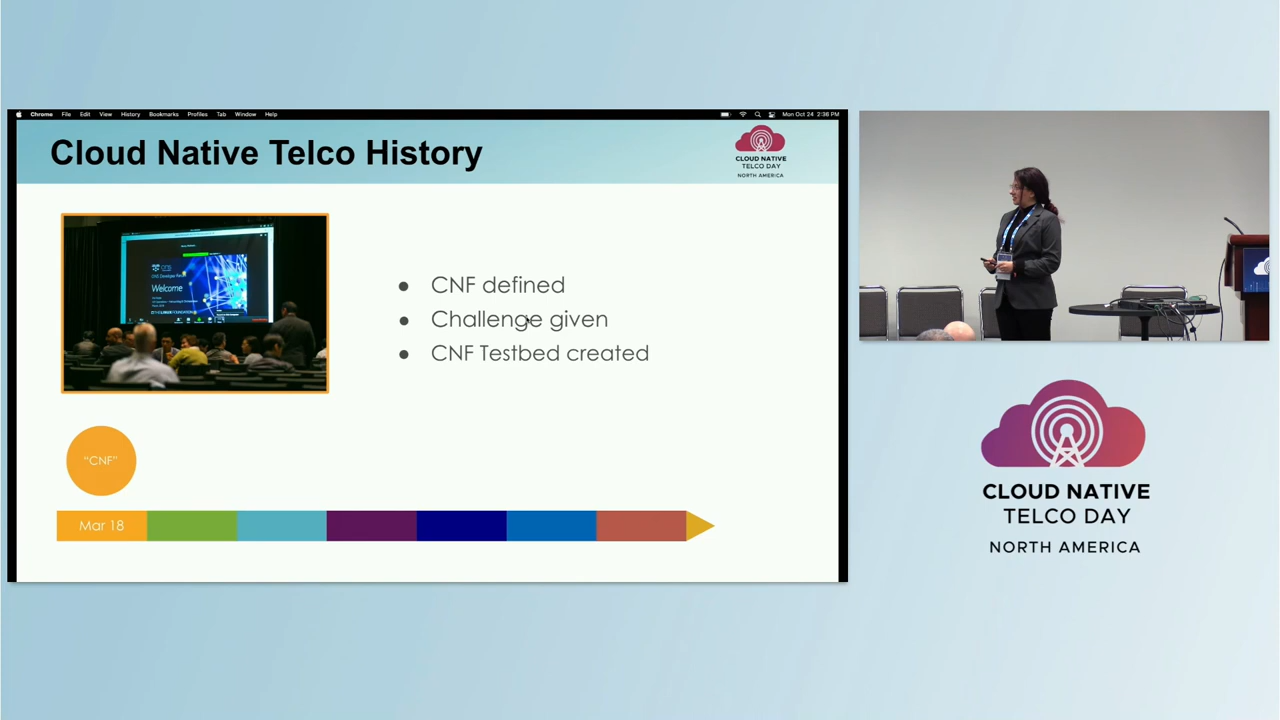 Chrome File Edit View History Bookmarks Profiles Tab Window Help
Mon Oct 24 2:36 PM
Cloud Native Telco History
CLOUD NATIVE
TELCO DAY
NORTH AMERICA
Welcome
• CNF defined
• Challenge given
• CNF Testbed created
“CNF”
Mar 18
CLOUD NATIVE
TELCO DAY
NORTH AMERICA